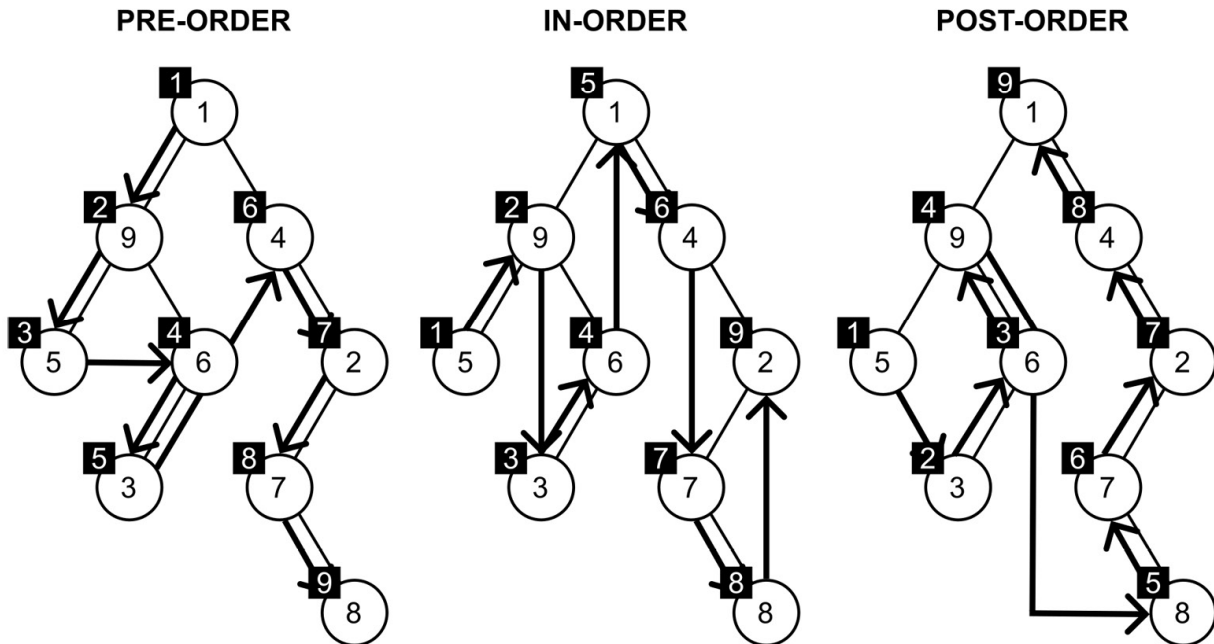 PRE-ORDER IN-ORDER POST-ORDER
1 5 9
1 1 1
2 6 2 6 4 8
9 4 9 4 9 4
3 4 7 1 4 9 1 3 7
5 6 2 5 6 2 5 6 2
5 8 3 7 2 6
3 7 3 7 3 7
9 8 5
8 8 8